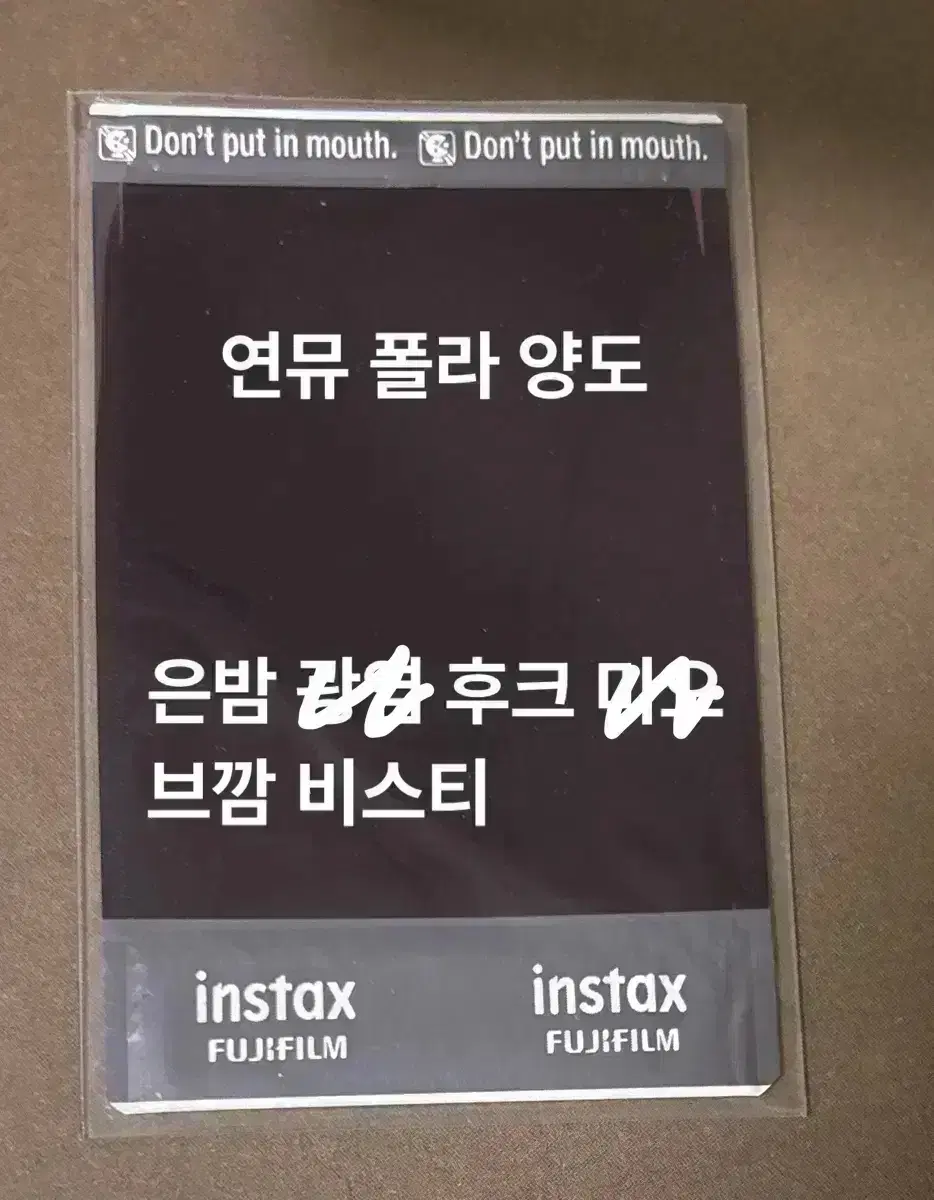 Don't put in mouth. Don't put in mouth.
연뮤 폴라 양도
은밤 후크
브깜 비스티
instax instax
FUJIFILM FUJIFILM